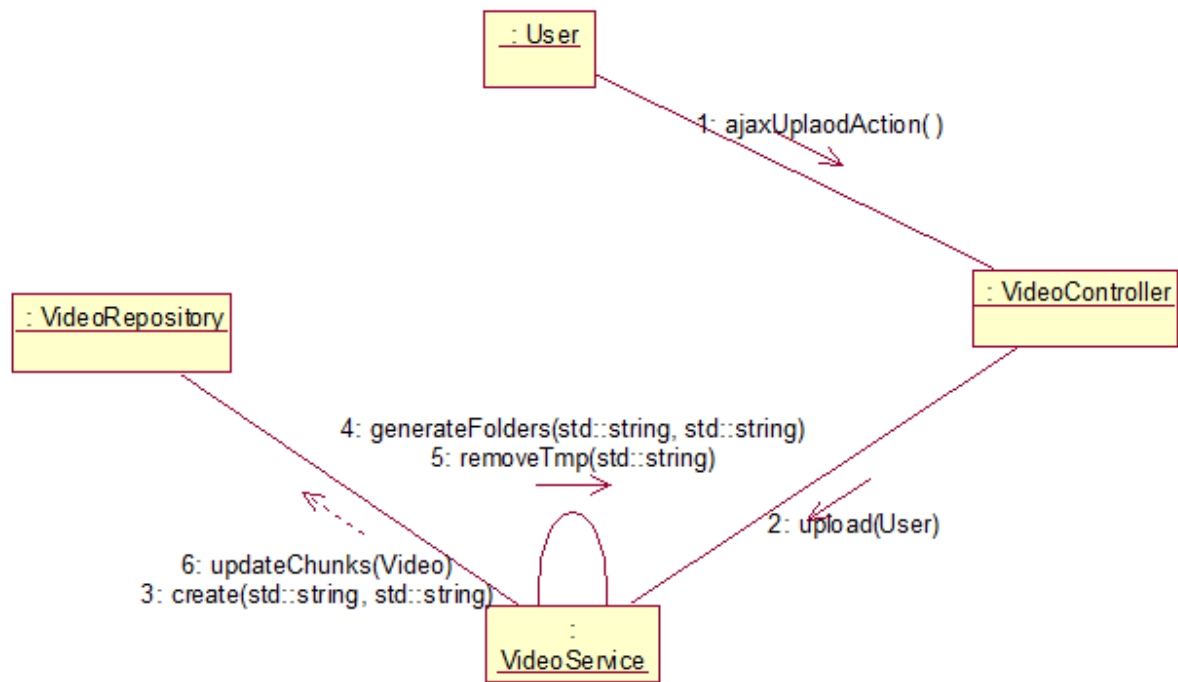 : User
1: ajaxUplaodAction( )
: VideoController
: VideoRepository
4: generateFolders(std::string, std::string)
5: removeTmp(std::string)
2: upload(User)
6: updateChunks(Video)
3: create(std::string, std::string)
:
VideoService